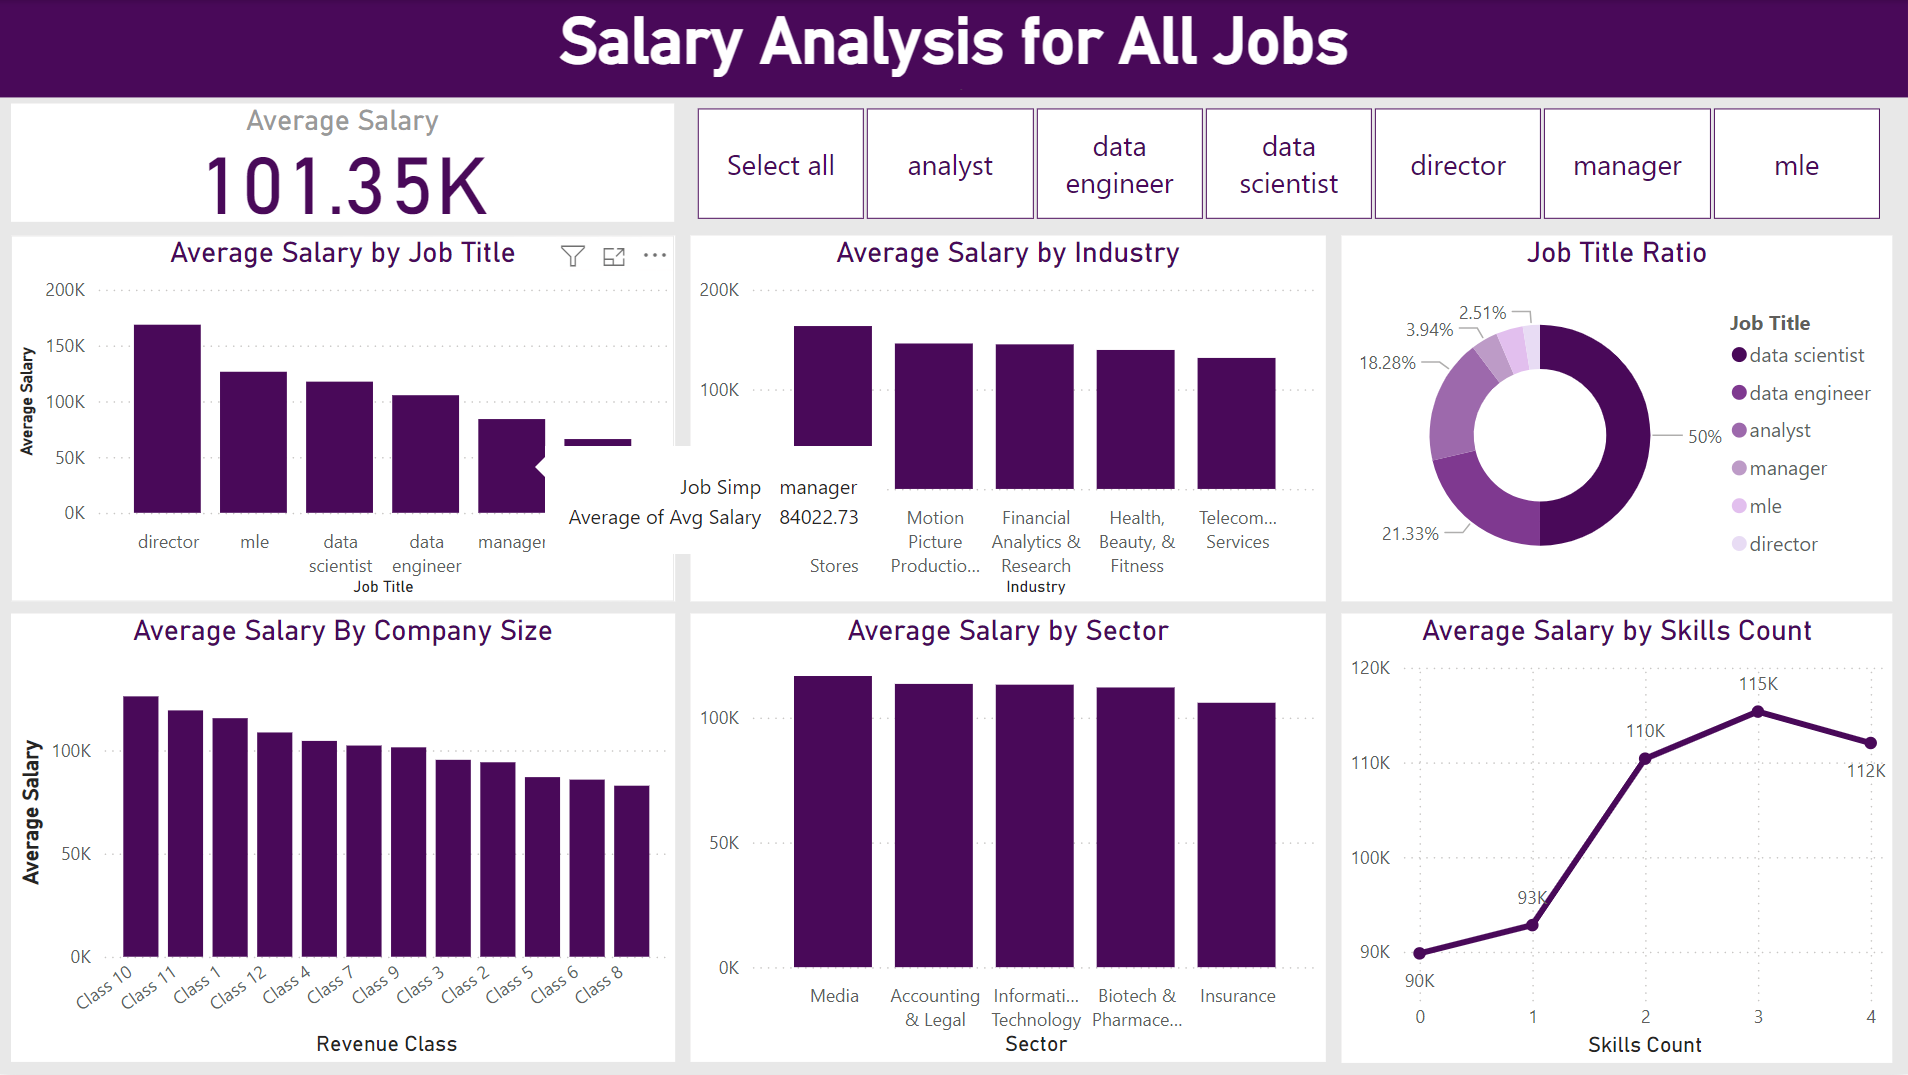 Salary Analysis for All Jobs
Average Salary
101.35K
Select all
analyst
data
engineer
data
scientist
director
manager
mle
Average Salary by Job Title
Average Salary
200K
150K
100K
50K
0K
director
mle
data
scientist
data
engineer
manager
Job Title
Job Simp manager
Average of Avg Salary 84022.73
Average Salary by Industry
200K
100K
Stores
Motion
Picture
Productio...
Financial
Analytics &
Research
Health,
Beauty, &
Fitness
Telecom...
Services
Industry
Job Title Ratio
2.51%
3.94%
18.28%
21.33%
50%
Job Title
data scientist
data engineer
analyst
manager
mle
director
Average Salary By Company Size
Average Salary
100K
50K
0K
Class 10
Class 11
Class 1
Class 12
Class 4
Class 7
Class 9
Class 3
Class 2
Class 5
Class 6
Class 8
Revenue Class
Average Salary by Sector
100K
50K
0K
Media
Accounting
& Legal
Informati...
Technology
Biotech &
Pharmace...
Insurance
Sector
Average Salary by Skills Count
120K
110K
100K
90K
90K
93K
110K
115K
112K
0
1
2
3
4
Skills Count